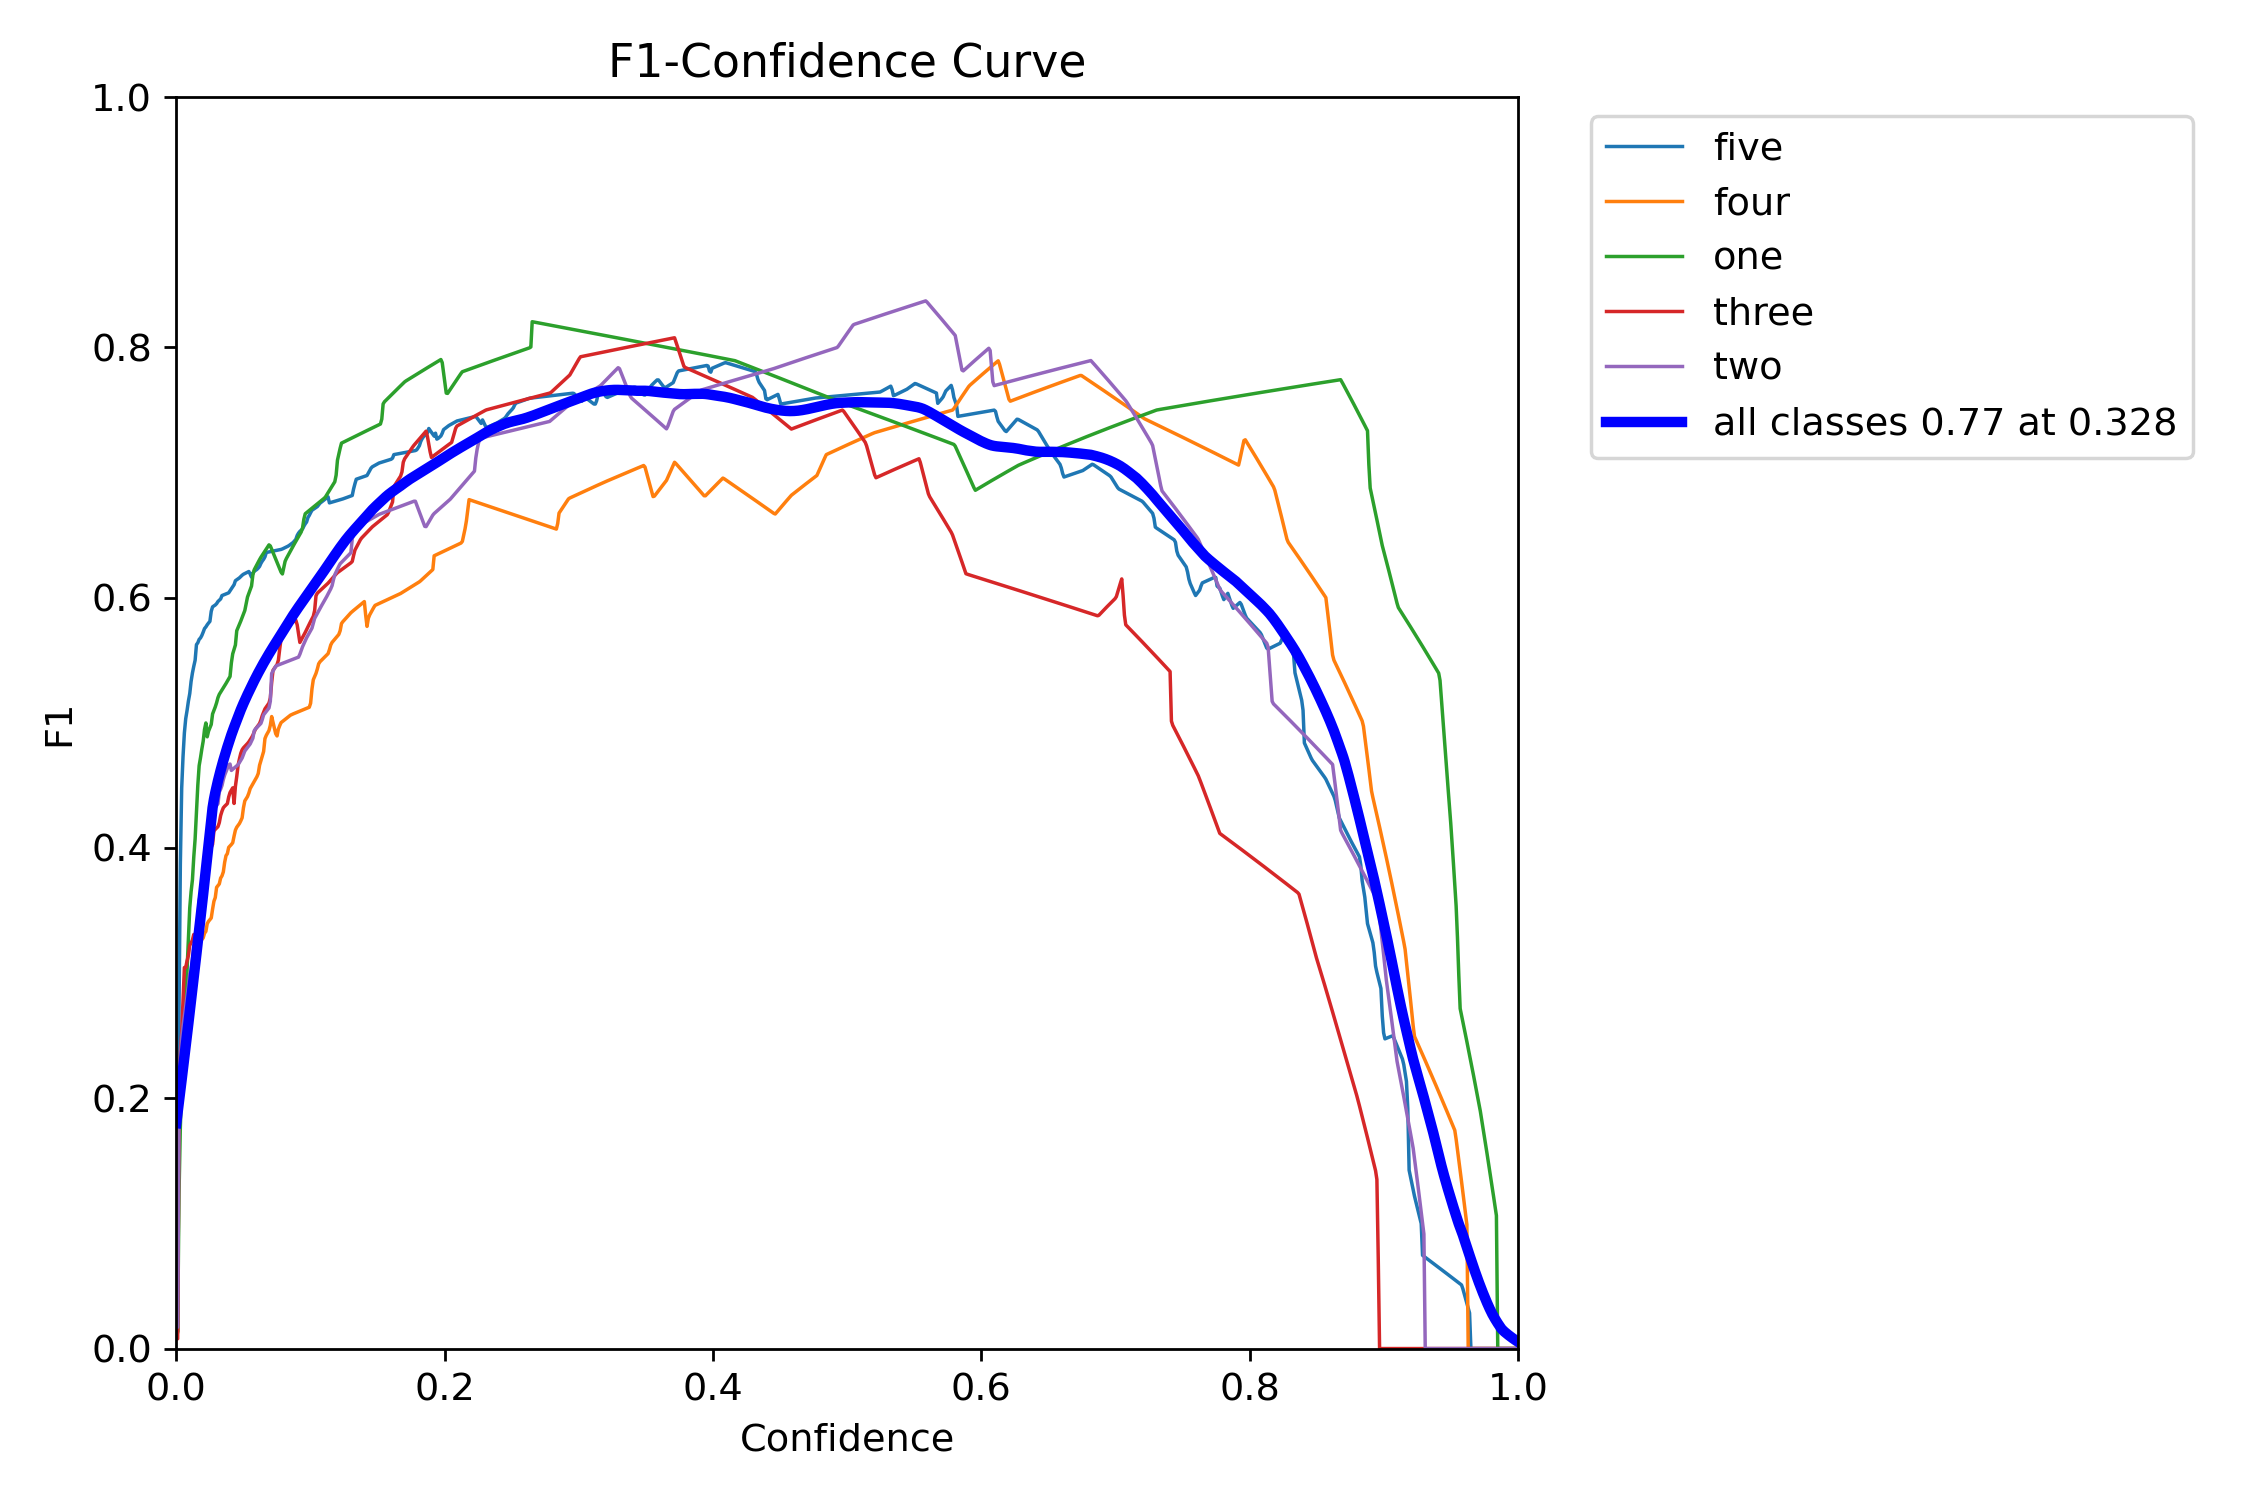 F1-Confidence Curve
1.0
0.8
0.6
0.4
0.2
0.0
F1
0.0 0.2 0.4 0.6 0.8 1.0
Confidence
five
four
one
three
two
all classes 0.77 at 0.328